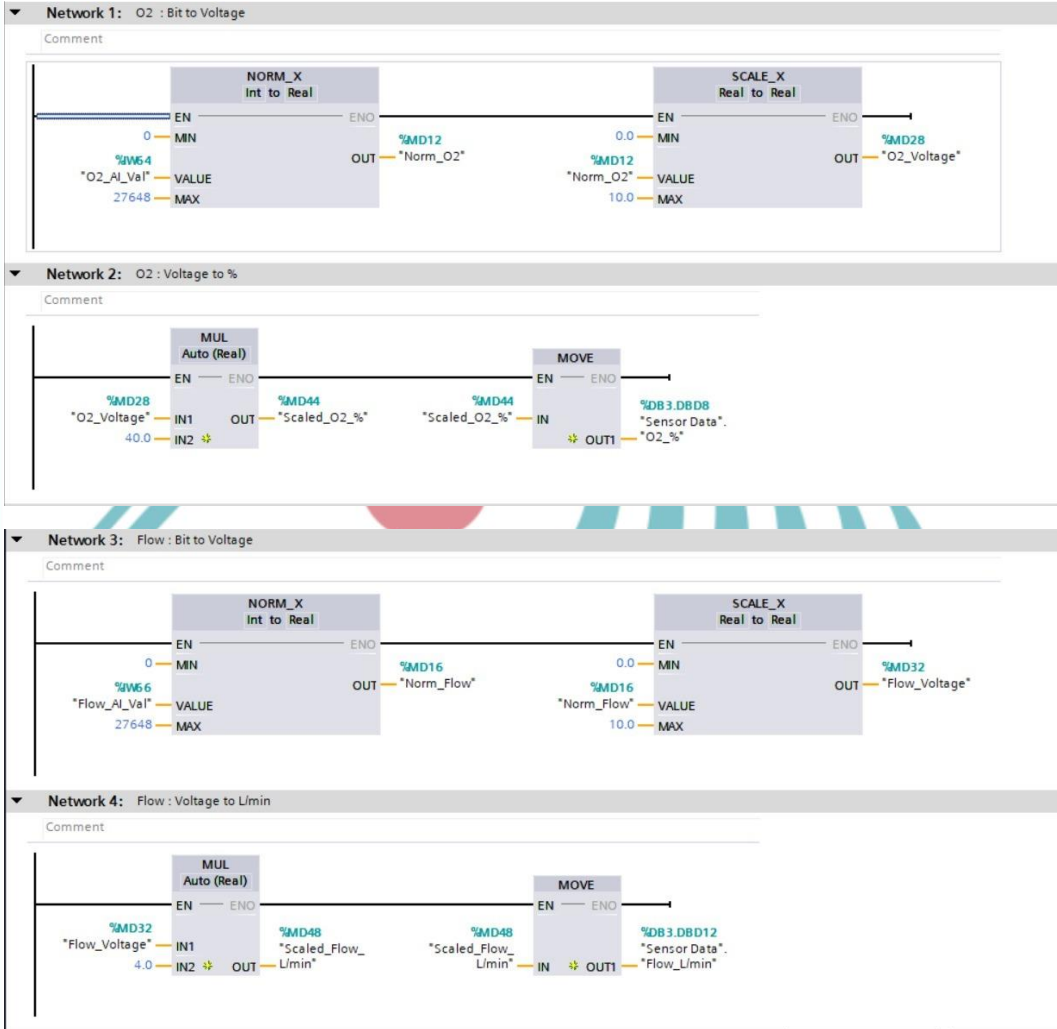 Network 1: O2 : Bit to Voltage
Comment
NORM_X
Int to Real
EN
ENO
0
MIN
%MD12
OUT
"Norm_O2"
%IW64
"O2_AI_Val"
VALUE
27648
MAX
SCALE_X
Real to Real
EN
ENO
0.0
MIN
%MD28
OUT
"O2_Voltage"
%MD12
"Norm_O2"
VALUE
10.0
MAX
Network 2: O2 : Voltage to %
Comment
MUL
Auto (Real)
EN
ENO
%MD28
"O2_Voltage"
IN1
40.0
IN2
%MD44
OUT
"Scaled_O2_%"
MOVE
EN
ENO
%MD44
"Scaled_O2_%"
IN
%DB3.DBD8
"Sensor Data".
OUT1
"O2_%"
Network 3: Flow : Bit to Voltage
Comment
NORM_X
Int to Real
EN
ENO
0
MIN
%MD16
OUT
"Norm_Flow"
%IW66
"Flow_AI_Val"
VALUE
27648
MAX
SCALE_X
Real to Real
EN
ENO
0.0
MIN
%MD32
OUT
"Flow_Voltage"
%MD16
"Norm_Flow"
VALUE
10.0
MAX
Network 4: Flow : Voltage to L/min
Comment
MUL
Auto (Real)
EN
ENO
%MD32
"Flow_Voltage"
IN1
4.0
IN2
%MD48
"Scaled_Flow_
OUT
L/min"
MOVE
EN
ENO
%MD48
"Scaled_Flow_
L/min"
IN
%DB3.DBD12
"Sensor Data".
OUT1
"Flow_L/min"